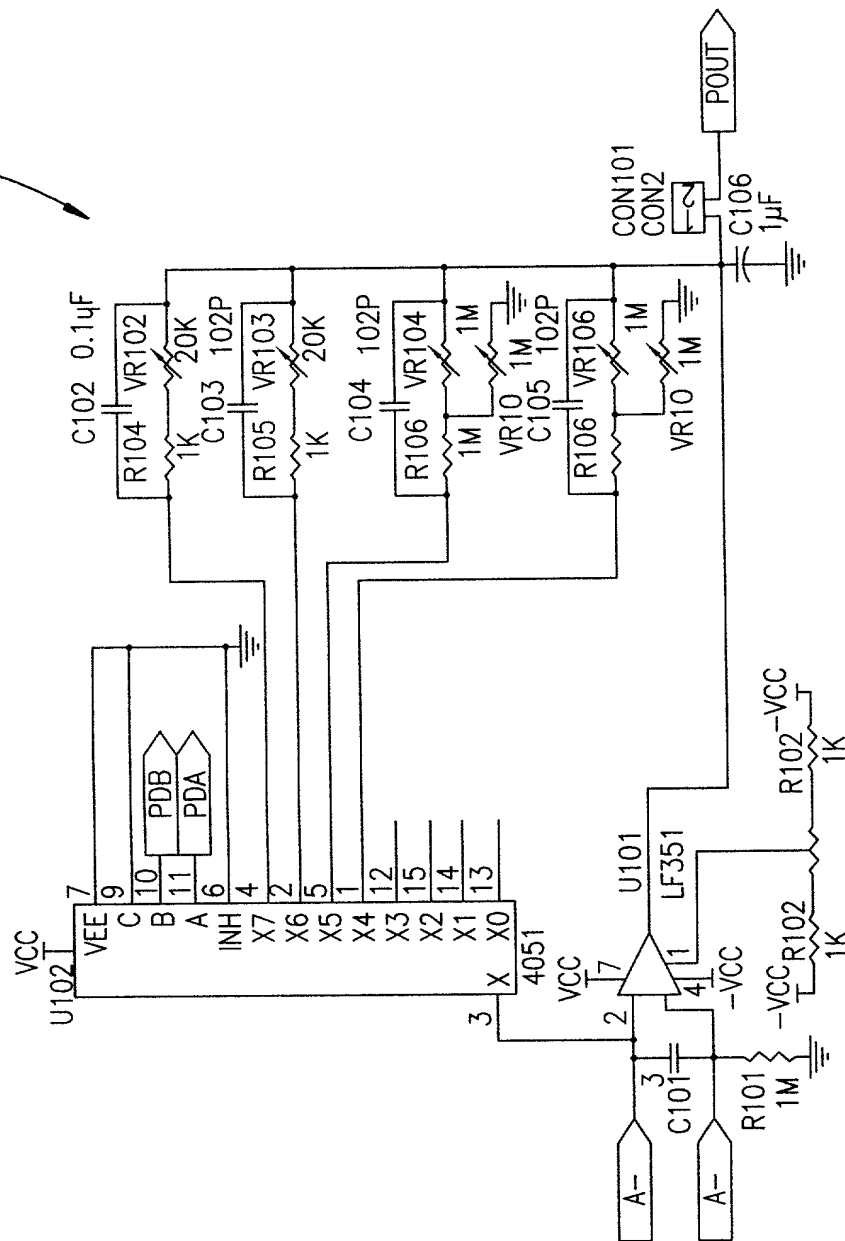 VCC
U102
VEE 7
C 9
B 10
A 11
INH 6
X7 4
X6 2
X5 5
X4 1
X3 12
X2 15
X1 14
X0 13
X
3
4051
PDB
PDA
C102 0.1µF
R104 VR102
1K 20K
C103 102P
R105 VR103
1K 20K
C104 102P
R106 VR104
1M 1M
VR10 1M
C105 102P
R106 VR106
1M
VR10 1M
CON101
CON2
2
1
POUT
C106
1µF
U101
LF351
VCC
7
2
1
4
-VCC
3
C101
R101
1M
A-
A-
-VCC
R102
1K
R102
1K
-VCC